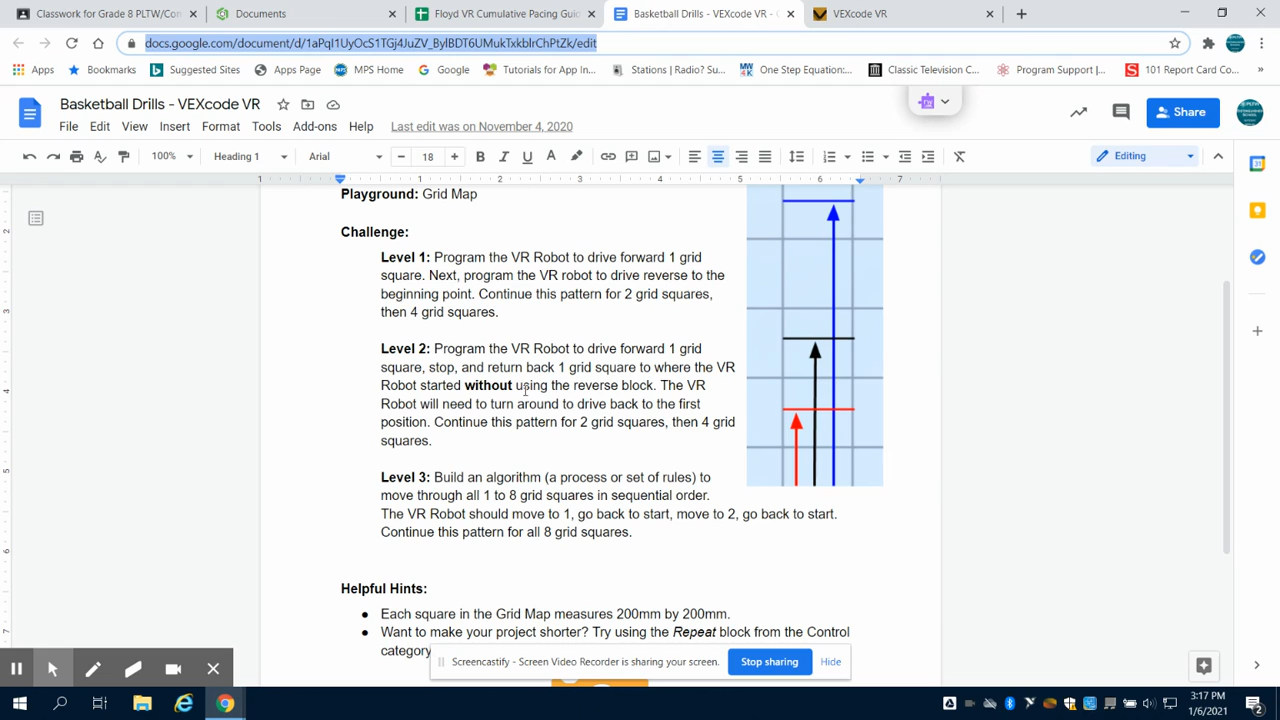 Classwork for Grade 8 PLTW/Con
Documents
Floyd VR Cumulative Pacing Guid
Basketball Drills - VEXcode VR - G
VEXcode VR
docs.google.com/document/d/1aPqI1UyOcS1TGj4JuZV_BylBDT6UMukTxkblrChPtZk/edit
Apps
Bookmarks
Suggested Sites
Apps Page
MPS Home
Google
Tutorials for App In...
Stations | Radio? Su...
One Step Equation:...
Classic Television C...
Program Support |...
101 Report Card Co...
Basketball Drills - VEXcode VR
File Edit View Insert Format Tools Add-ons Help Last edit was on November 4, 2020
Share
100% Heading 1 Arial 18 Editing
1 1 2 3 4 5 6 7
Playground: Grid Map
Challenge:
Level 1: Program the VR Robot to drive forward 1 grid
square. Next, program the VR robot to drive reverse to the
beginning point. Continue this pattern for 2 grid squares,
then 4 grid squares.
Level 2: Program the VR Robot to drive forward 1 grid
square, stop, and return back 1 grid square to where the VR
Robot started without using the reverse block. The VR
Robot will need to turn around to drive back to the first
position. Continue this pattern for 2 grid squares, then 4 grid
squares.
Level 3: Build an algorithm (a process or set of rules) to
move through all 1 to 8 grid squares in sequential order.
The VR Robot should move to 1, go back to start, move to 2, go back to start.
Continue this pattern for all 8 grid squares.
Helpful Hints:
● Each square in the Grid Map measures 200mm by 200mm.
● Want to make your project shorter? Try using the Repeat block from the Control
category
Screencastify - Screen Video Recorder is sharing your screen.
Stop sharing
Hide
3:17 PM
1/6/2021
2